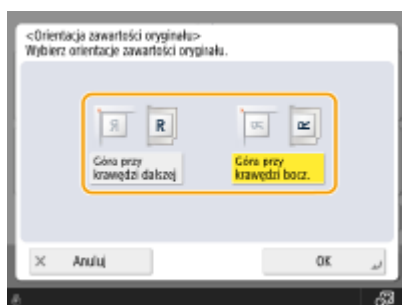 <Orientacja zawartości oryginału>
Wybierz orientację zawartości oryginału.
R R R R
Góra przy krawędzi dalszej
Góra przy krawędzi bocz.
Anuluj OK